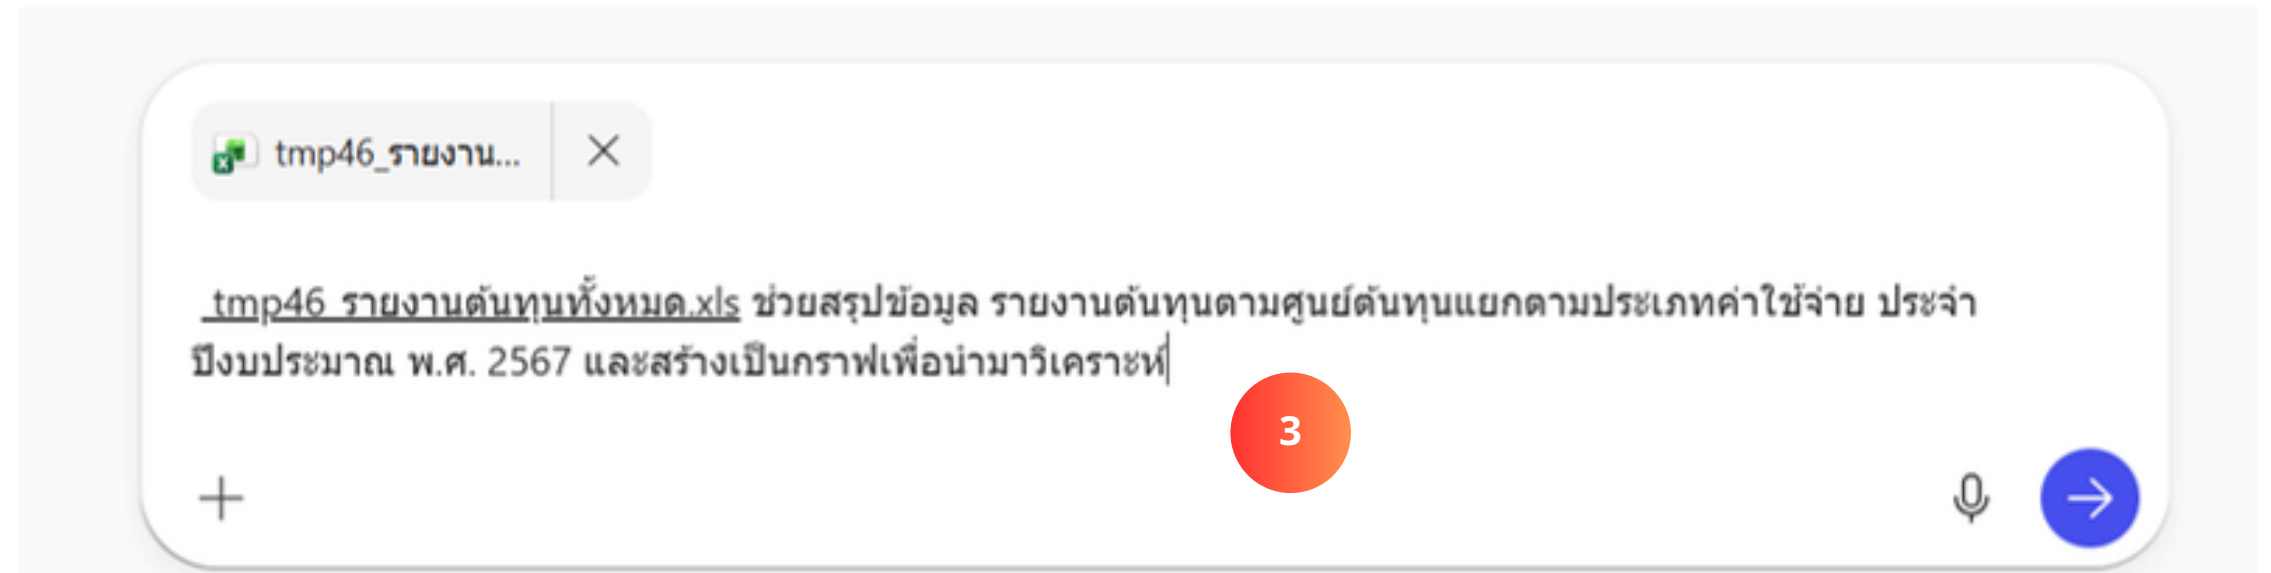 tmp46_รายงาน...
_tmp46_รายงานต้นทุนทั้งหมด.xls ช่วยสรุปข้อมูล รายงานต้นทุนตามศูนย์ต้นทุนแยกตามประเภทค่าใช้จ่าย ประจำ
ปีงบประมาณ พ.ศ. 2567 และสร้างเป็นกราฟเพื่อนำมาวิเคราะห์
3